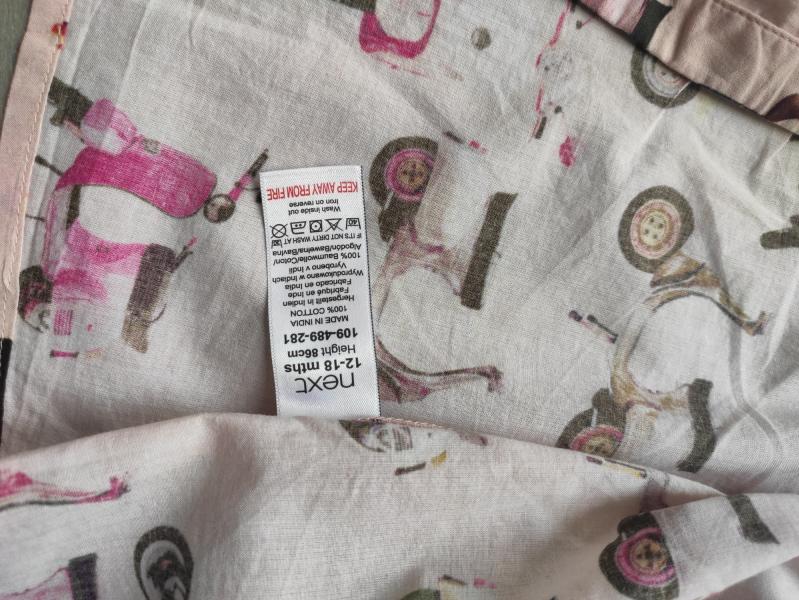 next
12-18 mths
Height 86cm
109-489-281
MADE IN INDIA
100% COTTON
Hergestellt in Indien
Fabriqué en Inde
Fabricado en Inde
Wyprodukowano w Indiach
Vyrobeno v Indii
100% Baumwolle/Coton/
Algodón/Bawełna/Bavlna
IF IT'S NOT DIRTY WASH AT
40
Wash inside out
Iron on reverse
KEEP AWAY FROM FIRE